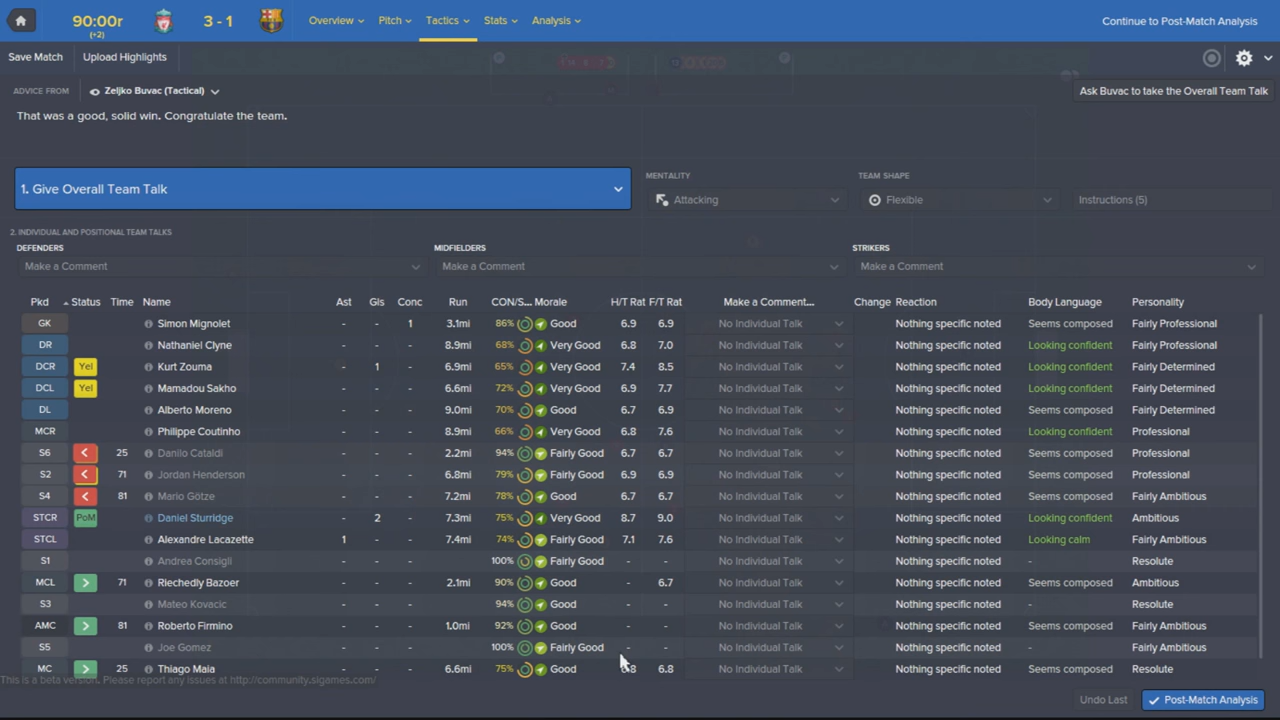 90:00r 3 - 1 Overview Pitch Tactics Stats Analysis Continue to Post-Match Analysis
(+2)
Save Match Upload Highlights
ADVICE FROM Zeljko Buvac (Tactical) Ask Buvac to take the Overall Team Talk
That was a good, solid win. Congratulate the team.
MENTALITY TEAM SHAPE
1. Give Overall Team Talk Attacking Flexible Instructions (5)
2. INDIVIDUAL AND POSITIONAL TEAM TALKS
DEFENDERS MIDFIELDERS STRIKERS
Make a Comment Make a Comment Make a Comment
Pkd Status Time Name Ast Gls Conc Run CON/S... Morale H/T Rat F/T Rat Make a Comment... Change Reaction Body Language Personality
GK Simon Mignolet - - 1 3.1mi 86% Good 6.9 6.9 No Individual Talk Nothing specific noted Seems composed Fairly Professional
DR Nathaniel Clyne - - - 8.9mi 68% Very Good 6.8 7.0 No Individual Talk Nothing specific noted Looking confident Fairly Professional
DCR Yel Kurt Zouma - 1 - 6.9mi 65% Very Good 7.4 8.5 No Individual Talk Nothing specific noted Looking confident Fairly Determined
DCL Yel Mamadou Sakho - - - 6.6mi 72% Very Good 6.9 7.7 No Individual Talk Nothing specific noted Looking confident Fairly Determined
DL Alberto Moreno - - - 9.0mi 70% Good 6.7 6.9 No Individual Talk Nothing specific noted Seems composed Fairly Determined
MCR Philippe Coutinho - - - 8.9mi 66% Very Good 6.8 7.6 No Individual Talk Nothing specific noted Looking confident Professional
S6 25 Danilo Cataldi - - - 2.2mi 94% Fairly Good 6.7 6.7 No Individual Talk Nothing specific noted Seems composed Professional
S2 71 Jordan Henderson - - - 6.8mi 79% Fairly Good 6.9 6.9 No Individual Talk Nothing specific noted Seems composed Professional
S4 81 Mario Götze - - - 7.2mi 78% Good 6.7 6.7 No Individual Talk Nothing specific noted Seems composed Fairly Ambitious
STCR PoM Daniel Sturridge - 2 - 7.3mi 75% Very Good 8.7 9.0 No Individual Talk Nothing specific noted Looking confident Ambitious
STCL Alexandre Lacazette 1 - - 7.4mi 74% Fairly Good 7.1 7.6 No Individual Talk Nothing specific noted Looking calm Fairly Ambitious
S1 Andrea Consigli - - - - 100% Fairly Good - - No Individual Talk Nothing specific noted - Resolute
MCL 71 Riechedly Bazoer - - - 2.1mi 90% Good - 6.7 No Individual Talk Nothing specific noted Seems composed Ambitious
S3 Mateo Kovacic - - - - 94% Good - - No Individual Talk Nothing specific noted - Resolute
AMC 81 Roberto Firmino - - - 1.0mi 92% Good - - No Individual Talk Nothing specific noted Seems composed Fairly Ambitious
S5 Joe Gomez - - - - 100% Fairly Good - - No Individual Talk Nothing specific noted - Fairly Ambitious
MC 25 Thiago Maia - - - 6.6mi 75% Good 6.8 No Individual Talk Nothing specific noted Seems composed Resolute
This is a beta version. Please report any issues at http://community.sigames.com/
Undo Last Post-Match Analysis